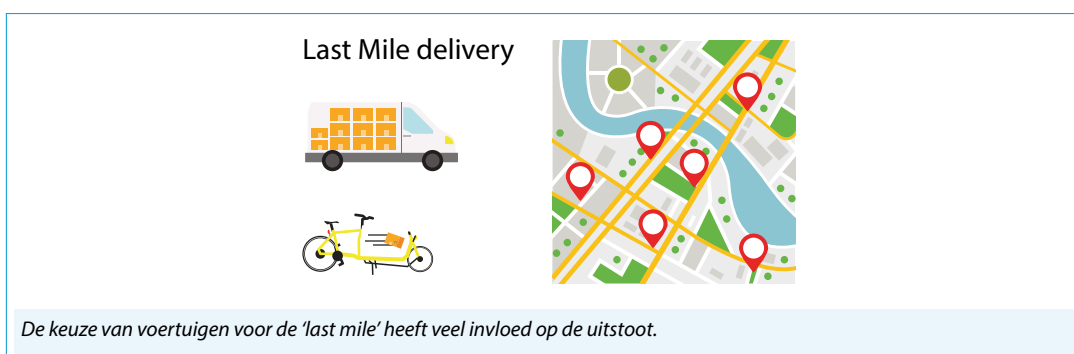 Last Mile delivery
De keuze van voertuigen voor de ‘last mile’ heeft veel invloed op de uitstoot.